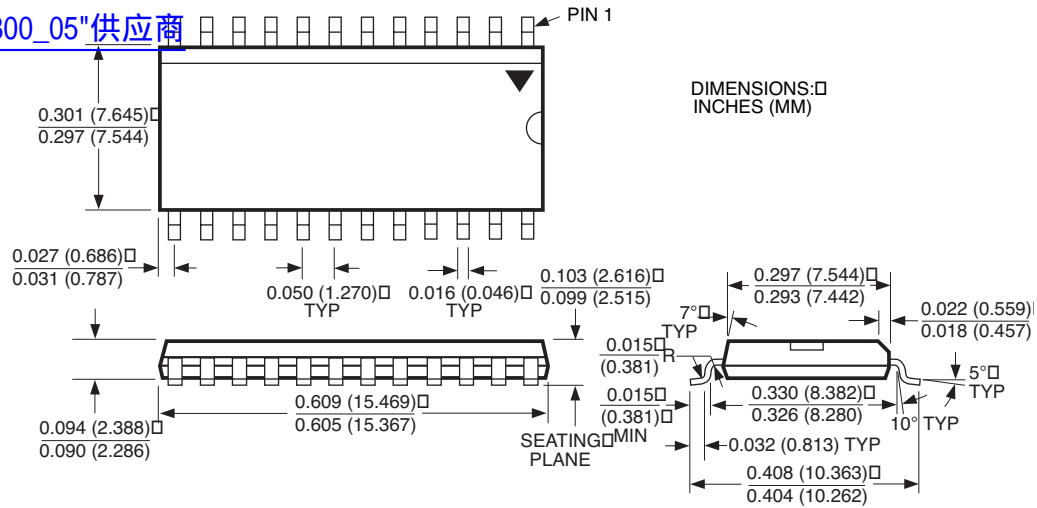 300_05"供应商
PIN 1
DIMENSIONS:□
INCHES (MM)
0.301 (7.645)□
0.297 (7.544)
0.027 (0.686)□
0.031 (0.787)
0.050 (1.270)□
TYP
0.016 (0.046)□
TYP
0.103 (2.616)□
0.099 (2.515)
0.297 (7.544)□
0.293 (7.442)
7°□
TYP
0.022 (0.559)
0.018 (0.457)
0.015□
(0.381)
R
5°□
TYP
0.015□
(0.381)□
MIN
0.330 (8.382)□
0.326 (8.280)
10° TYP
0.094 (2.388)□
0.090 (2.286)
0.609 (15.469)□
0.605 (15.367)
SEATING□
PLANE
0.032 (0.813) TYP
0.408 (10.363)□
0.404 (10.262)